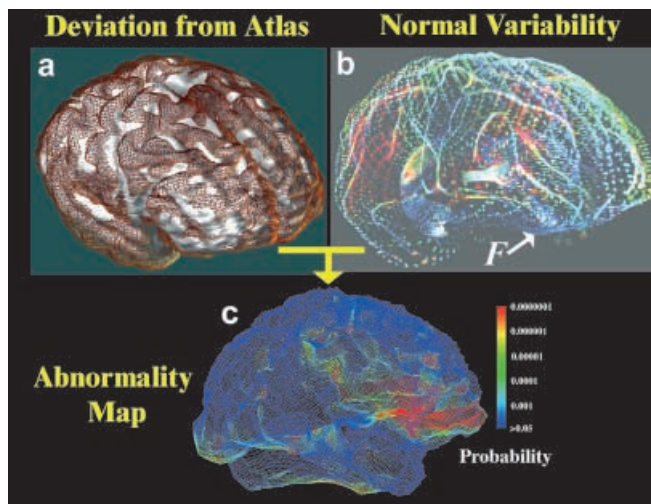 Deviation from Atlas
Normal Variability
a
b
F
c
Abnormality
Map
0.0000001
0.000001
0.00001
0.0001
0.001
>0.05
Probability